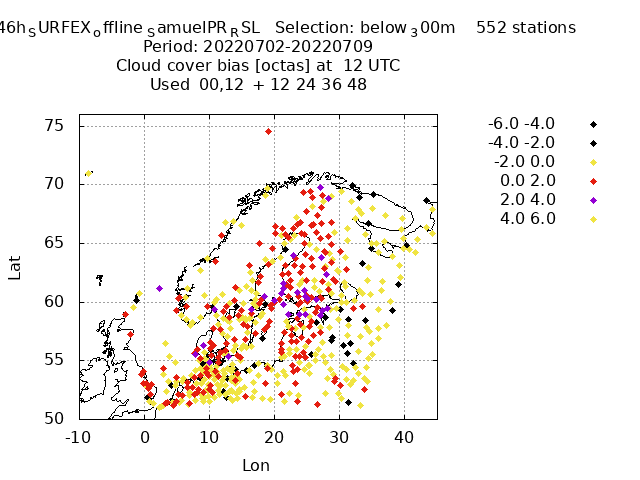 46h_SURFEX_offline_SamuelPR_RSL Selection: below_300m 552 stations
Period: 20220702-20220709
Cloud cover bias [octas] at 12 UTC
Used 00,12 + 12 24 36 48
-6.0 -4.0
-4.0 -2.0
-2.0 0.0
0.0 2.0
2.0 4.0
4.0 6.0
75
70
65
60
55
50
Lat
-10 0 10 20 30 40
Lon